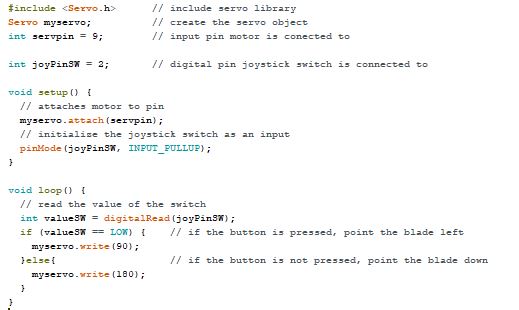 #include <Servo.h>     // include servo library
Servo myservo;         // create the servo object
int servpin = 9;       // input pin motor is conected to

int joyPinSW = 2;      // digital pin joystick switch is connected to

void setup() {
  // attaches motor to pin
  myservo.attach(servpin);
  // initialize the joystick switch as an input
  pinMode(joyPinSW, INPUT_PULLUP);
}

void loop() {
  // read the value of the switch
  int valueSW = digitalRead(joyPinSW);
  if (valueSW == LOW) {   // if the button is pressed, point the blade left
    myservo.write(90);
  }else{                  // if the button is not pressed, point the blade down
    myservo.write(180);
  }
}